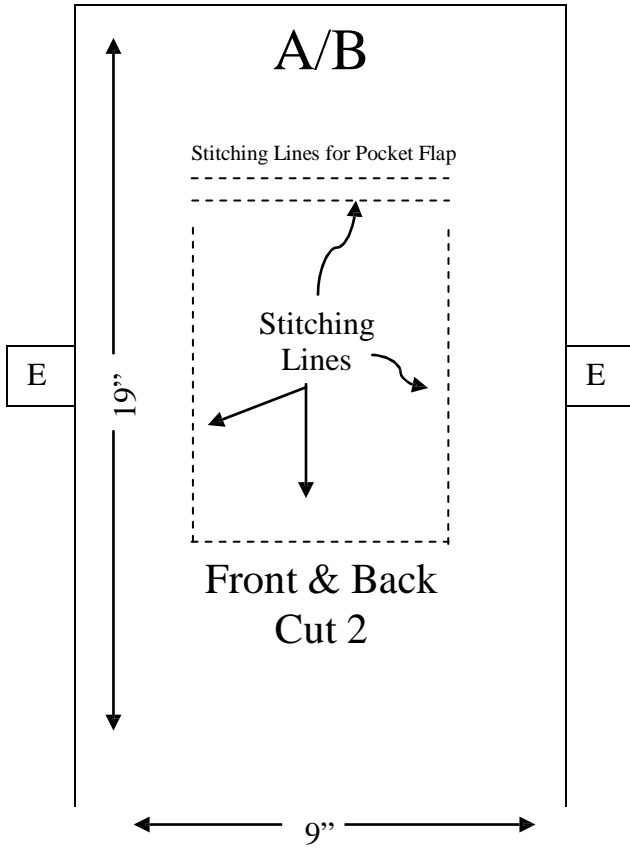 A/B
Stitching Lines for Pocket Flap
Stitching
Lines
E
E
19”
Front & Back
Cut 2
9”